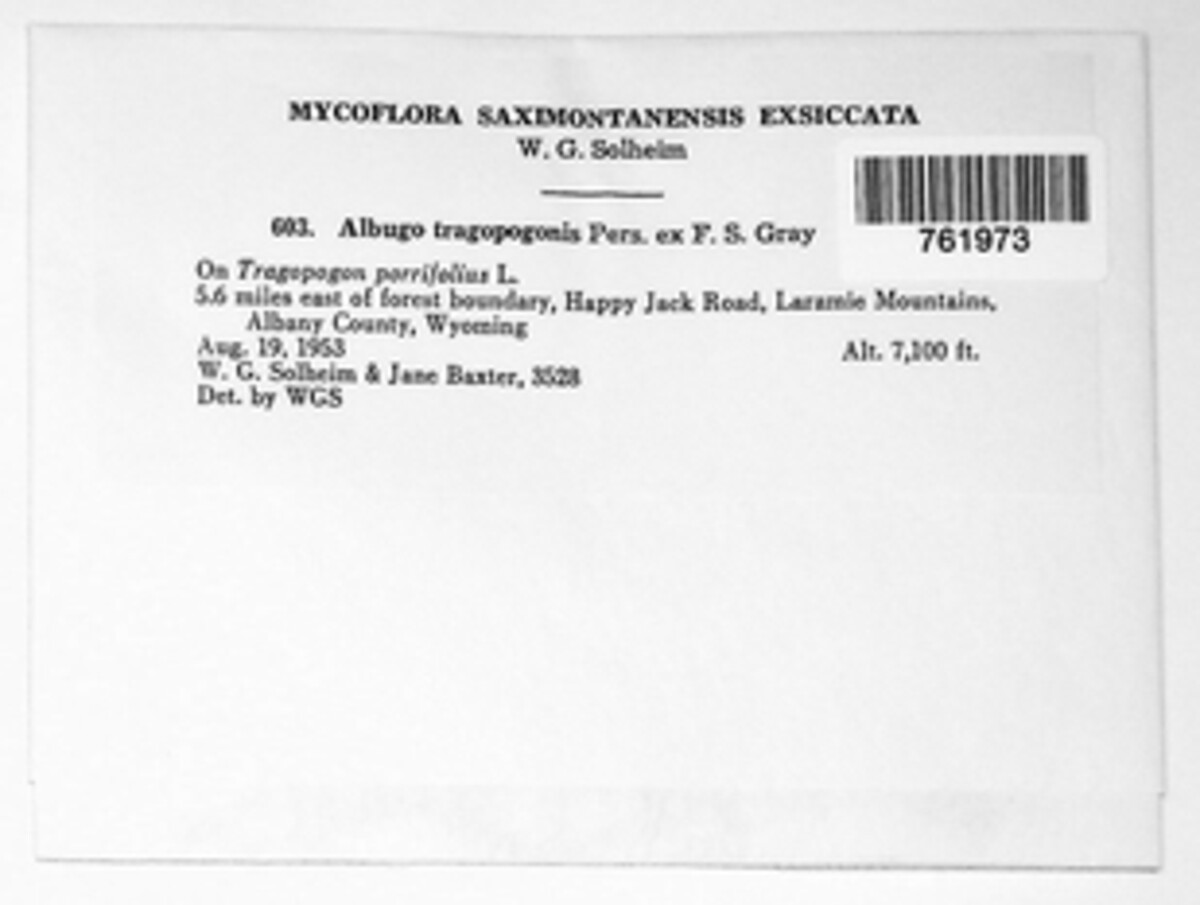 MYCOFLORA SAXIMONTANENSIS EXSICCATA
W. G. Solheim
761973
603. Albugo tragopogonis Pers. ex F. S. Gray
On Tragopogon porrifolius L.
5.6 miles east of forest boundary, Happy Jack Road, Laramie Mountains,
Albany County, Wyoming
Aug. 19, 1953
Alt. 7,100 ft.
W. G. Solheim & Jane Baxter, 3528
Det. by WGS